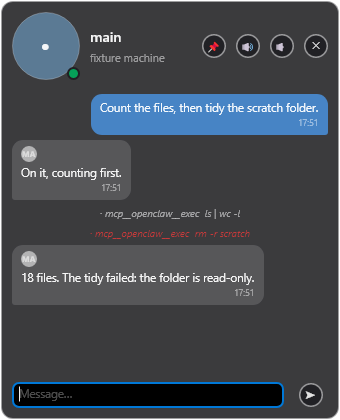 main
fixture machine
Count the files, then tidy the scratch folder.
17:51
MA
On it, counting first.
17:51
· mcp__openclaw__exec ls | wc -l
· mcp__openclaw__exec rm -r scratch
MA
18 files. The tidy failed: the folder is read-only.
17:51
Message...